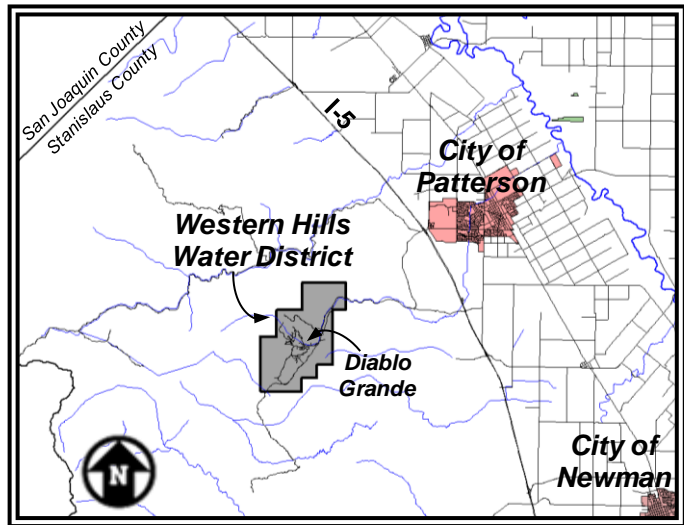 San Joaquin County
Stanislaus County
I-5
City of
Patterson
Western Hills
Water District
Diablo
Grande
City of
Newman
N